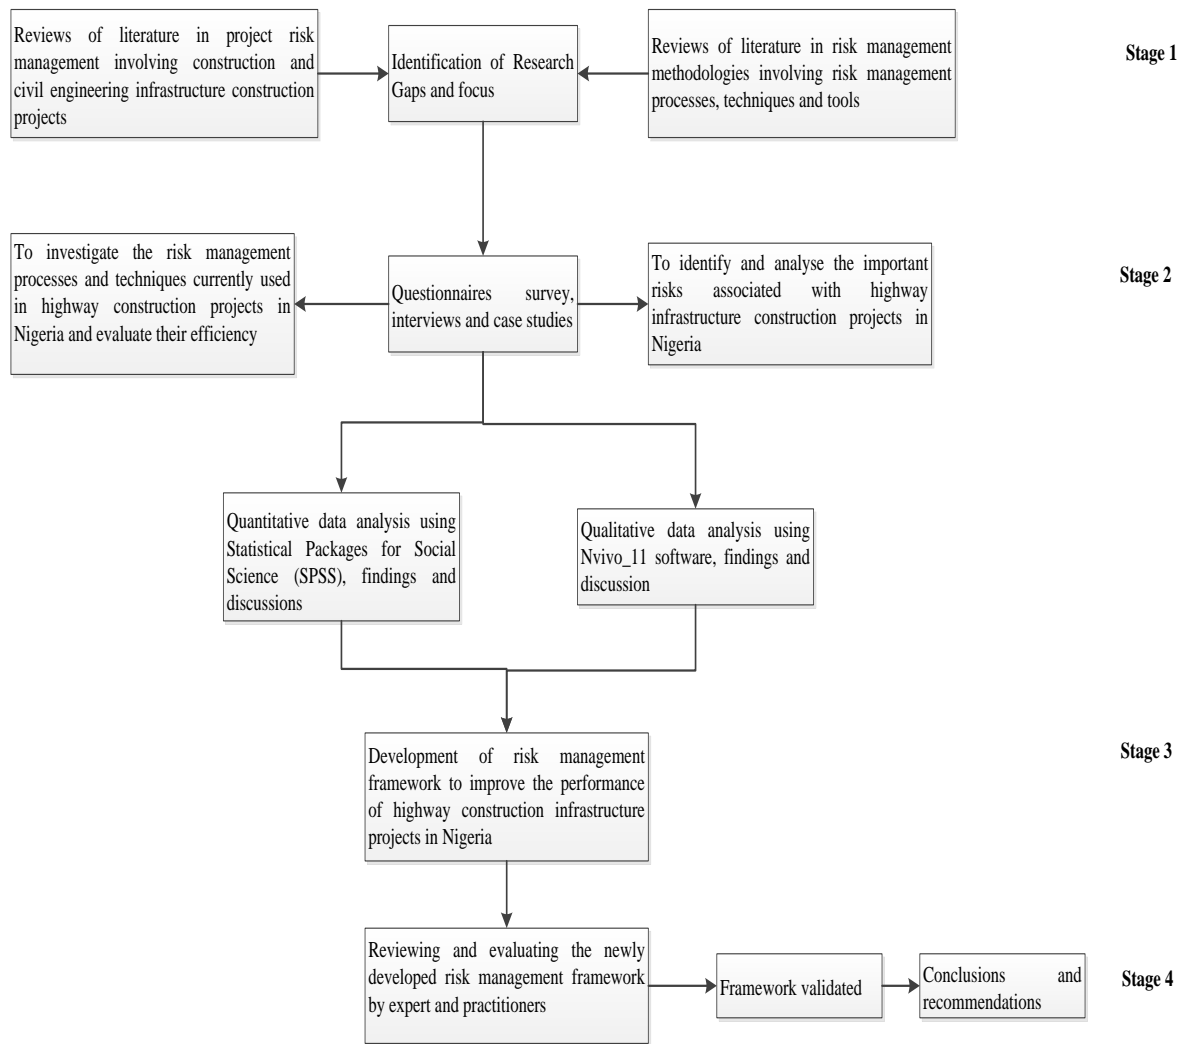 Reviews of literature in project risk
management involving construction and
civil engineering infrastructure construction
projects
Identification of Research
Gaps and focus
Reviews of literature in risk management
methodologies involving risk management
processes, techniques and tools
Stage 1
To investigate the risk management
processes and techniques currently used
in highway construction projects in
Nigeria and evaluate their efficiency
Questionnaires survey,
interviews and case studies
To identify and analyse the important
risks associated with highway
infrastructure construction projects in
Nigeria
Stage 2
Quantitative data analysis using
Statistical Packages for Social
Science (SPSS), findings and
discussions
Qualitative data analysis using
Nvivo_11 software, findings and
discussion
Development of risk management
framework to improve the performance
of highway construction infrastructure
projects in Nigeria
Stage 3
Reviewing and evaluating the newly
developed risk management framework
by expert and practitioners
Framework validated
Conclusions and
recommendations
Stage 4